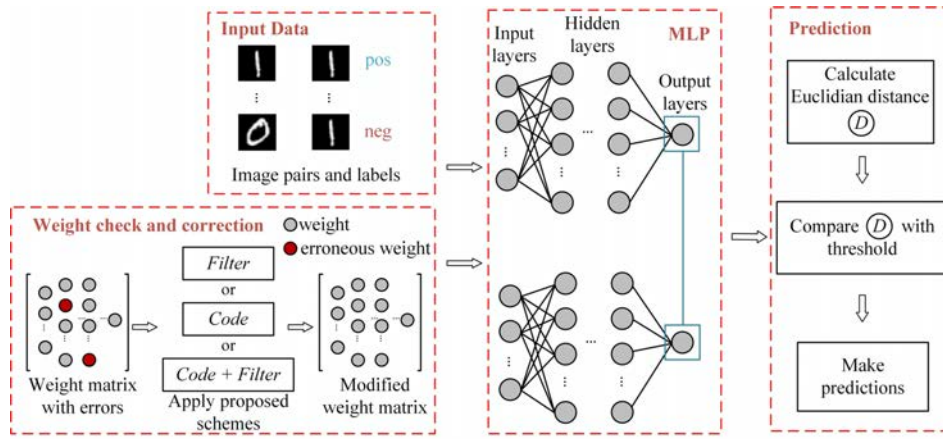 Input Data
pos
neg
Image pairs and labels
Weight check and correction
weight
erroneous weight
Filter
or
Code
or
Code + Filter
Apply proposed
schemes
Weight matrix
with errors
Modified
weight matrix
MLP
Input
layers
Hidden
layers
Output
layers
Prediction
Calculate
Euclidian distance
D
Compare D with
threshold
Make
predictions